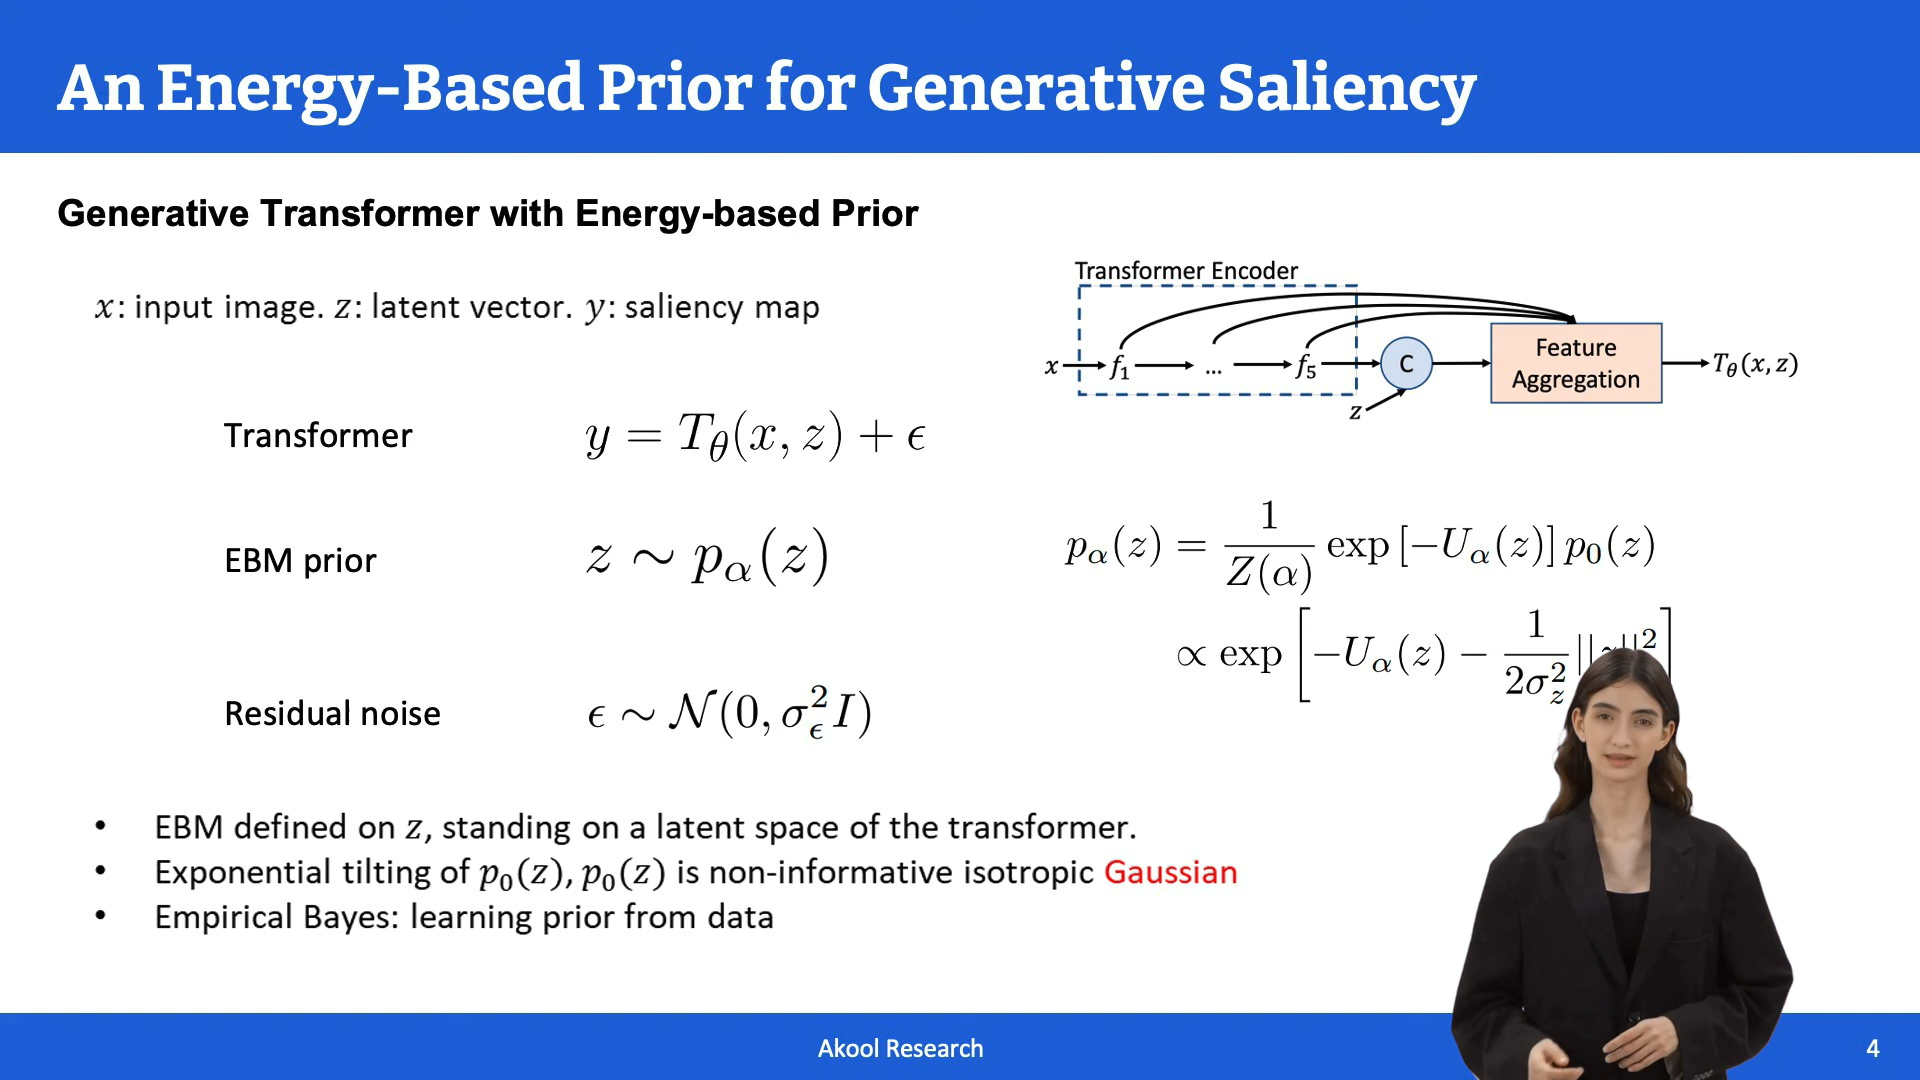 An Energy-Based Prior for Generative Saliency
Generative Transformer with Energy-based Prior
x: input image. z: latent vector. y: saliency map
Transformer Encoder
x f₁ ... f₅ C
z
Feature
Aggregation
T_θ(x, z)
Transformer y = T_θ(x, z) + ϵ
EBM prior z ∼ p_α(z)
p_α(z) = 1/Z(α) exp [−U_α(z)] p₀(z)
∝ exp [−U_α(z) − 1/(2σ_z²) ||z||²]
Residual noise ϵ ∼ 𝒩(0, σ_ϵ² I)
• EBM defined on z, standing on a latent space of the transformer.
• Exponential tilting of p₀(z), p₀(z) is non-informative isotropic Gaussian
• Empirical Bayes: learning prior from data
Akool Research
4